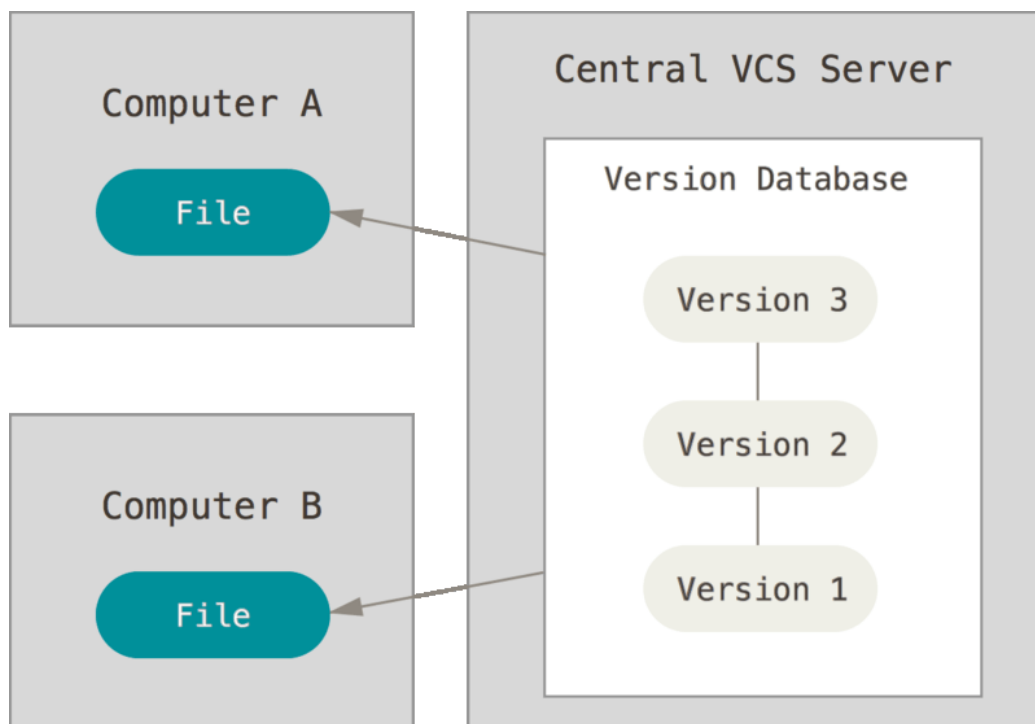 Computer A
File
Computer B
File
Central VCS Server
Version Database
Version 3
Version 2
Version 1